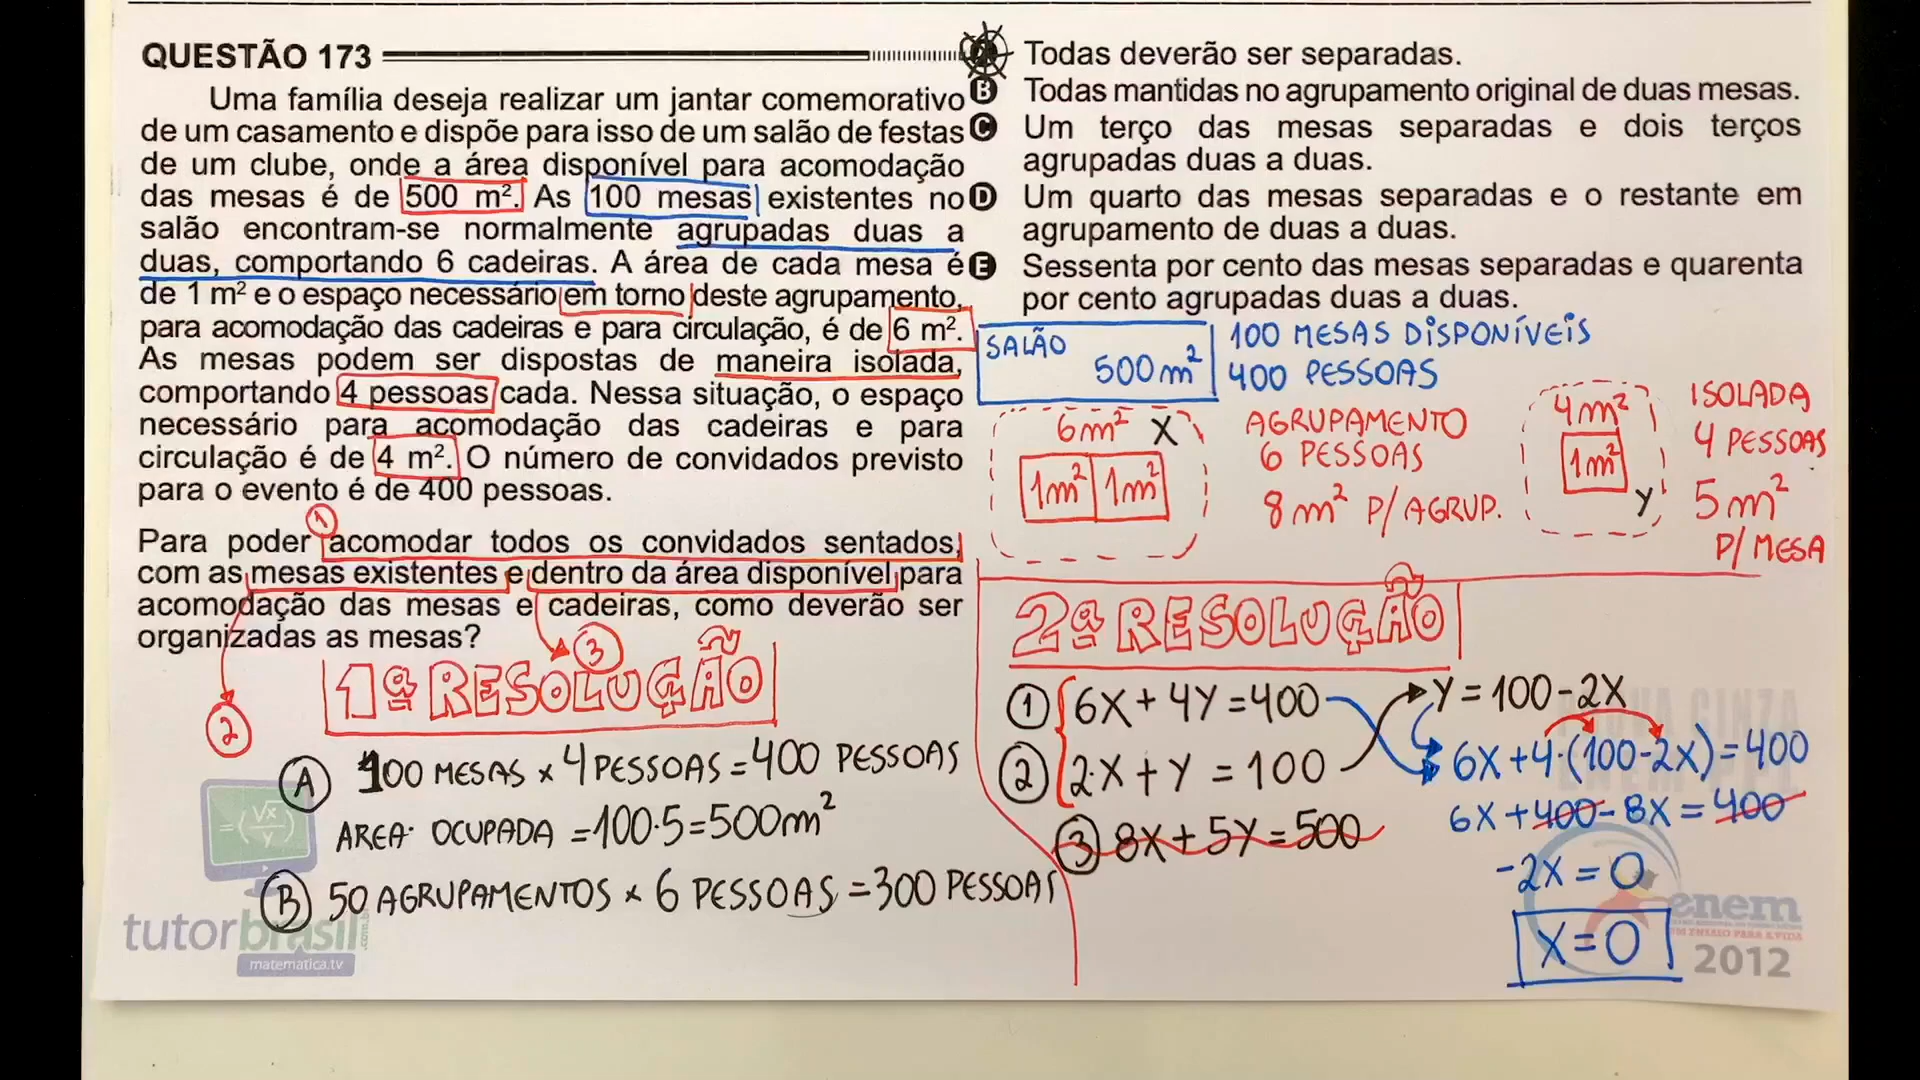 QUESTÃO 173
Uma família deseja realizar um jantar comemorativo
de um casamento e dispõe para isso de um salão de festas
de um clube, onde a área disponível para acomodação
das mesas é de 500 m². As 100 mesas existentes no
salão encontram-se normalmente agrupadas duas a
duas, comportando 6 cadeiras. A área de cada mesa é
de 1 m² e o espaço necessário em torno deste agrupamento,
para acomodação das cadeiras e para circulação, é de 6 m².
As mesas podem ser dispostas de maneira isolada,
comportando 4 pessoas cada. Nessa situação, o espaço
necessário para acomodação das cadeiras e para
circulação é de 4 m². O número de convidados previsto
para o evento é de 400 pessoas.
1
Para poder acomodar todos os convidados sentados,
com as mesas existentes e dentro da área disponível para
acomodação das mesas e cadeiras, como deverão ser
organizadas as mesas?
3
2
1ª RESOLUÇÃO
A 100 MESAS × 4 PESSOAS = 400 PESSOAS
AREA OCUPADA = 100·5 = 500m²
B 50 AGRUPAMENTOS × 6 PESSOAS = 300 PESSOAS
tutorbrasil.com.br
matematica.tv
A Todas deverão ser separadas.
B Todas mantidas no agrupamento original de duas mesas.
C Um terço das mesas separadas e dois terços
agrupadas duas a duas.
D Um quarto das mesas separadas e o restante em
agrupamento de duas a duas.
E Sessenta por cento das mesas separadas e quarenta
por cento agrupadas duas a duas.
SALÃO
500m²
100 MESAS DISPONÍVEIS
400 PESSOAS
6m² X
1m² 1m²
AGRUPAMENTO
6 PESSOAS
8m² P/ AGRUP.
4m²
1m²
Y
ISOLADA
4 PESSOAS
5m²
P/ MESA
2ª RESOLUÇÃO
1 6X + 4Y = 400
2 2·X + Y = 100
3 8X + 5Y = 500
Y = 100 - 2X
6X + 4·(100 - 2X) = 400
6X + 400 - 8X = 400
-2X = 0
X = 0
PROVA CINZA
enem
2012